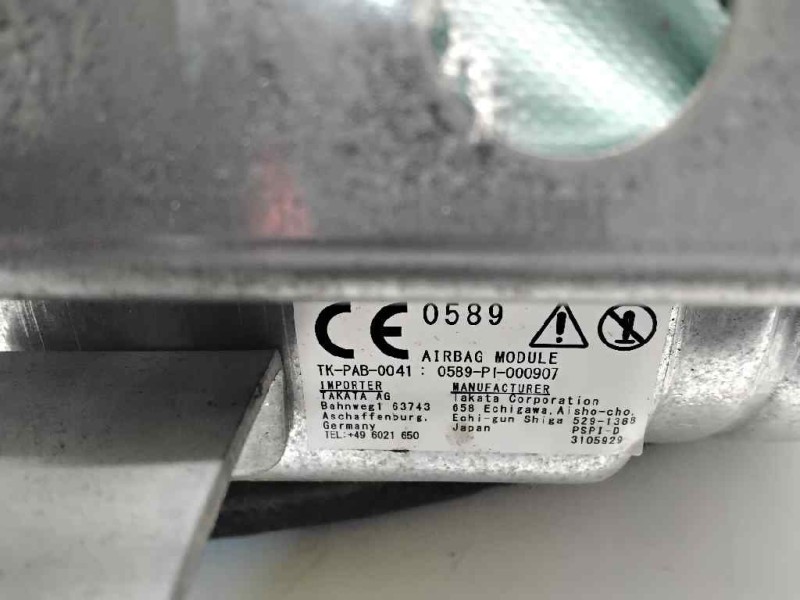 CE 0589
AIRBAG MODULE
TK-PAB-0041 : 0589-PI-000907
IMPORTER
TAKATA AG
Bahnweg1 63743
Aschaffenburg.
Germany
TEL:+49 6021 650
MANUFACTURER
Takata Corporation
658 Echigawa. Aisho-cho.
Echi-gun Shiga 529-1388
Japan PSPI-D
3105929